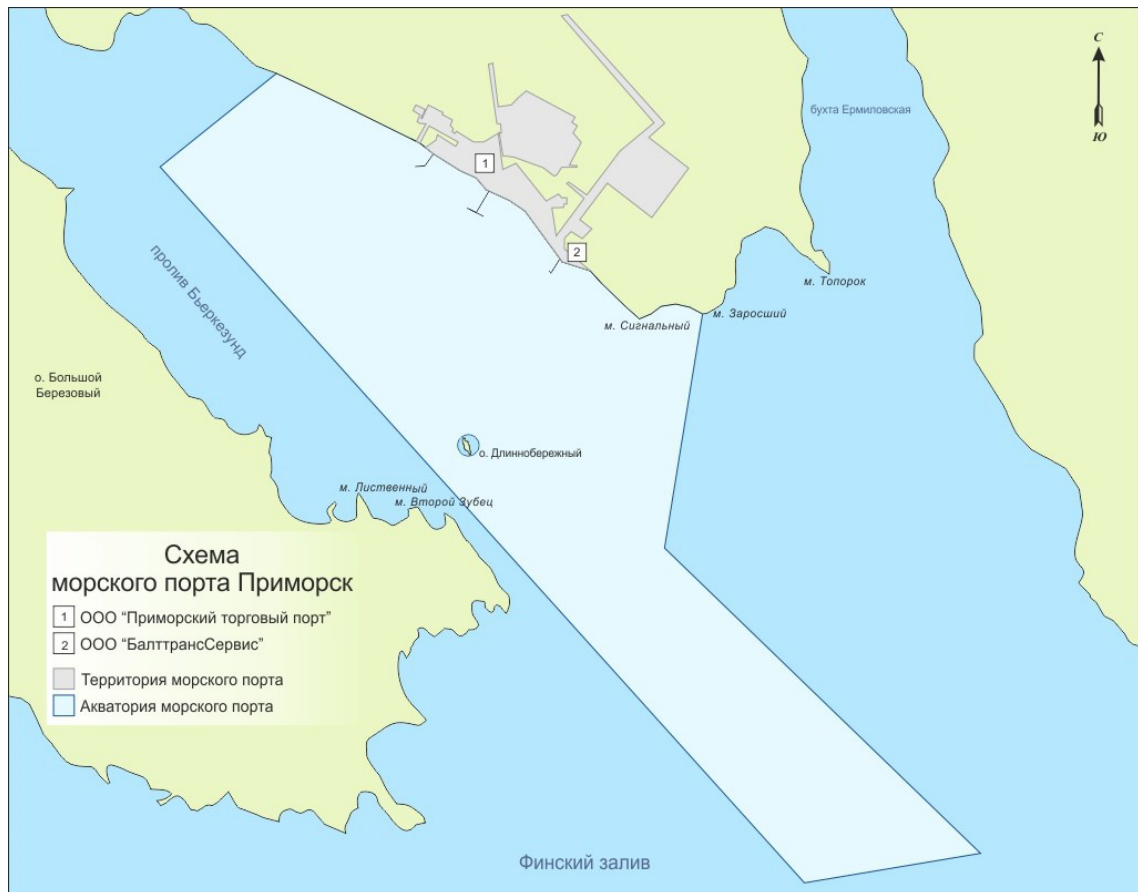 С
Ю
бухта Ермиловская
1
2
м. Топорок
м. Заросший
м. Сигнальный
пролив Бьеркезунд
о. Большой
Березовый
о. Длиннобережный
м. Лиственный
м. Второй Зубец
Схема
морского порта Приморск
1 ООО “Приморский торговый порт”
2 ООО “БалттрансСервис”
Территория морского порта
Акватория морского порта
Финский залив